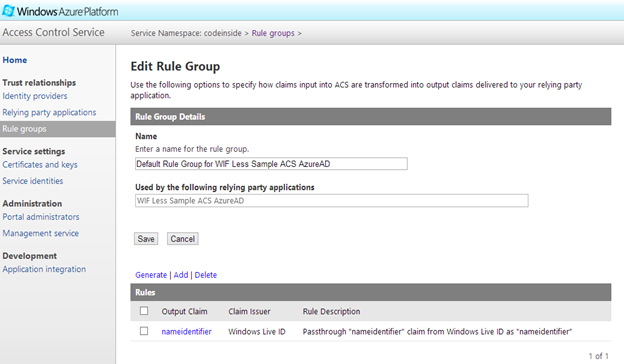 Windows Azure Platform
Access Control Service
Service Namespace: codeinside > Rule groups >
Home
Trust relationships
Identity providers
Relying party applications
Rule groups
Service settings
Certificates and keys
Service identities
Administration
Portal administrators
Management service
Development
Application integration
Edit Rule Group
Use the following options to specify how claims input into ACS are transformed into output claims delivered to your relying party
application.
Rule Group Details
Name
Enter a name for the rule group.
Default Rule Group for WIF Less Sample ACS AzureAD
Used by the following relying party applications
WIF Less Sample ACS AzureAD
Save Cancel
Generate | Add | Delete
Rules
Output Claim Claim Issuer Rule Description
nameidentifier Windows Live ID Passthrough "nameidentifier" claim from Windows Live ID as "nameidentifier"
1 of 1